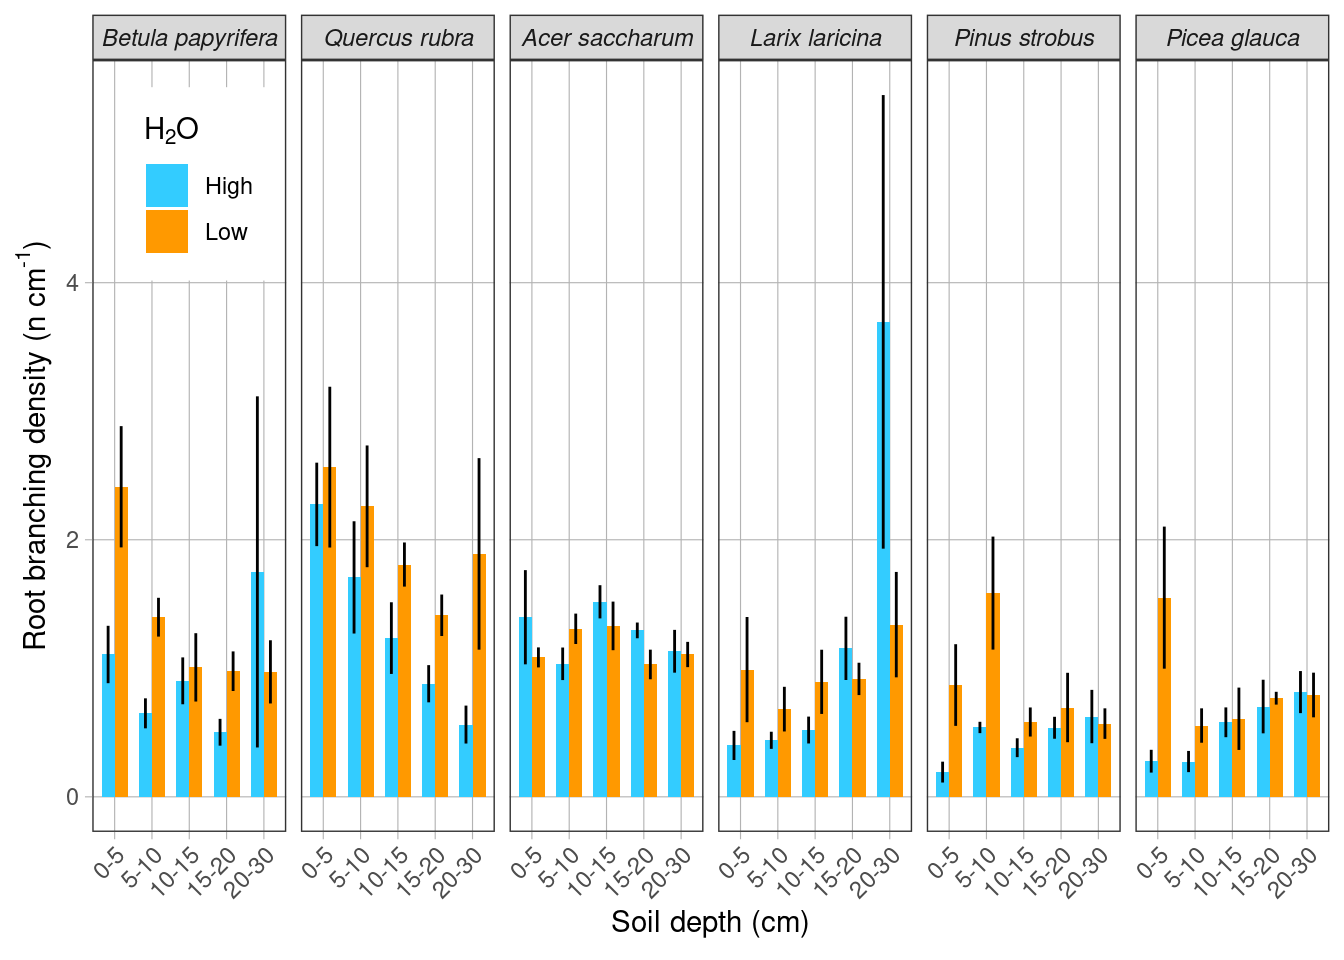 Betula papyrifera
Quercus rubra
Acer saccharum
Larix laricina
Pinus strobus
Picea glauca
H₂O
High
Low
Root branching density (n cm⁻¹)
4
2
0
0-5 5-10 10-15 15-20 20-30
0-5 5-10 10-15 15-20 20-30
0-5 5-10 10-15 15-20 20-30
0-5 5-10 10-15 15-20 20-30
0-5 5-10 10-15 15-20 20-30
0-5 5-10 10-15 15-20 20-30
Soil depth (cm)